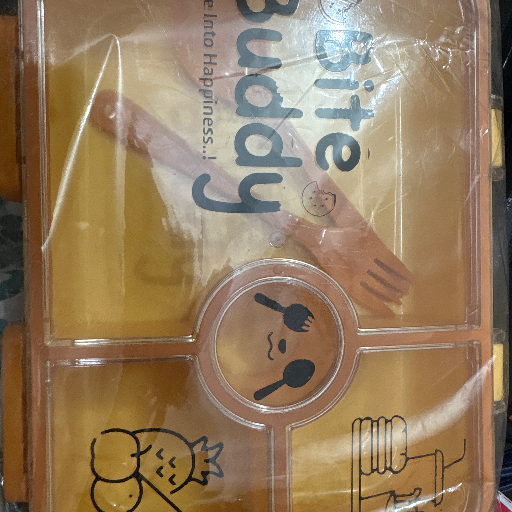 Bite
Buddy
e Into Happiness..!